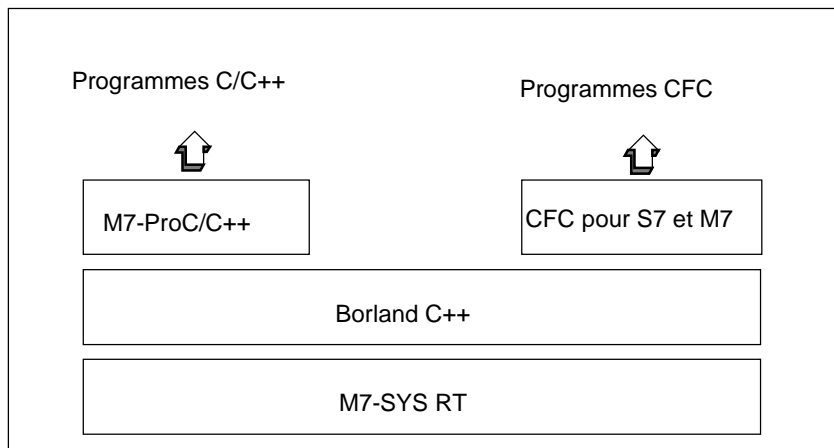 Programmes C/C++
Programmes CFC
M7-ProC/C++
CFC pour S7 et M7
Borland C++
M7-SYS RT